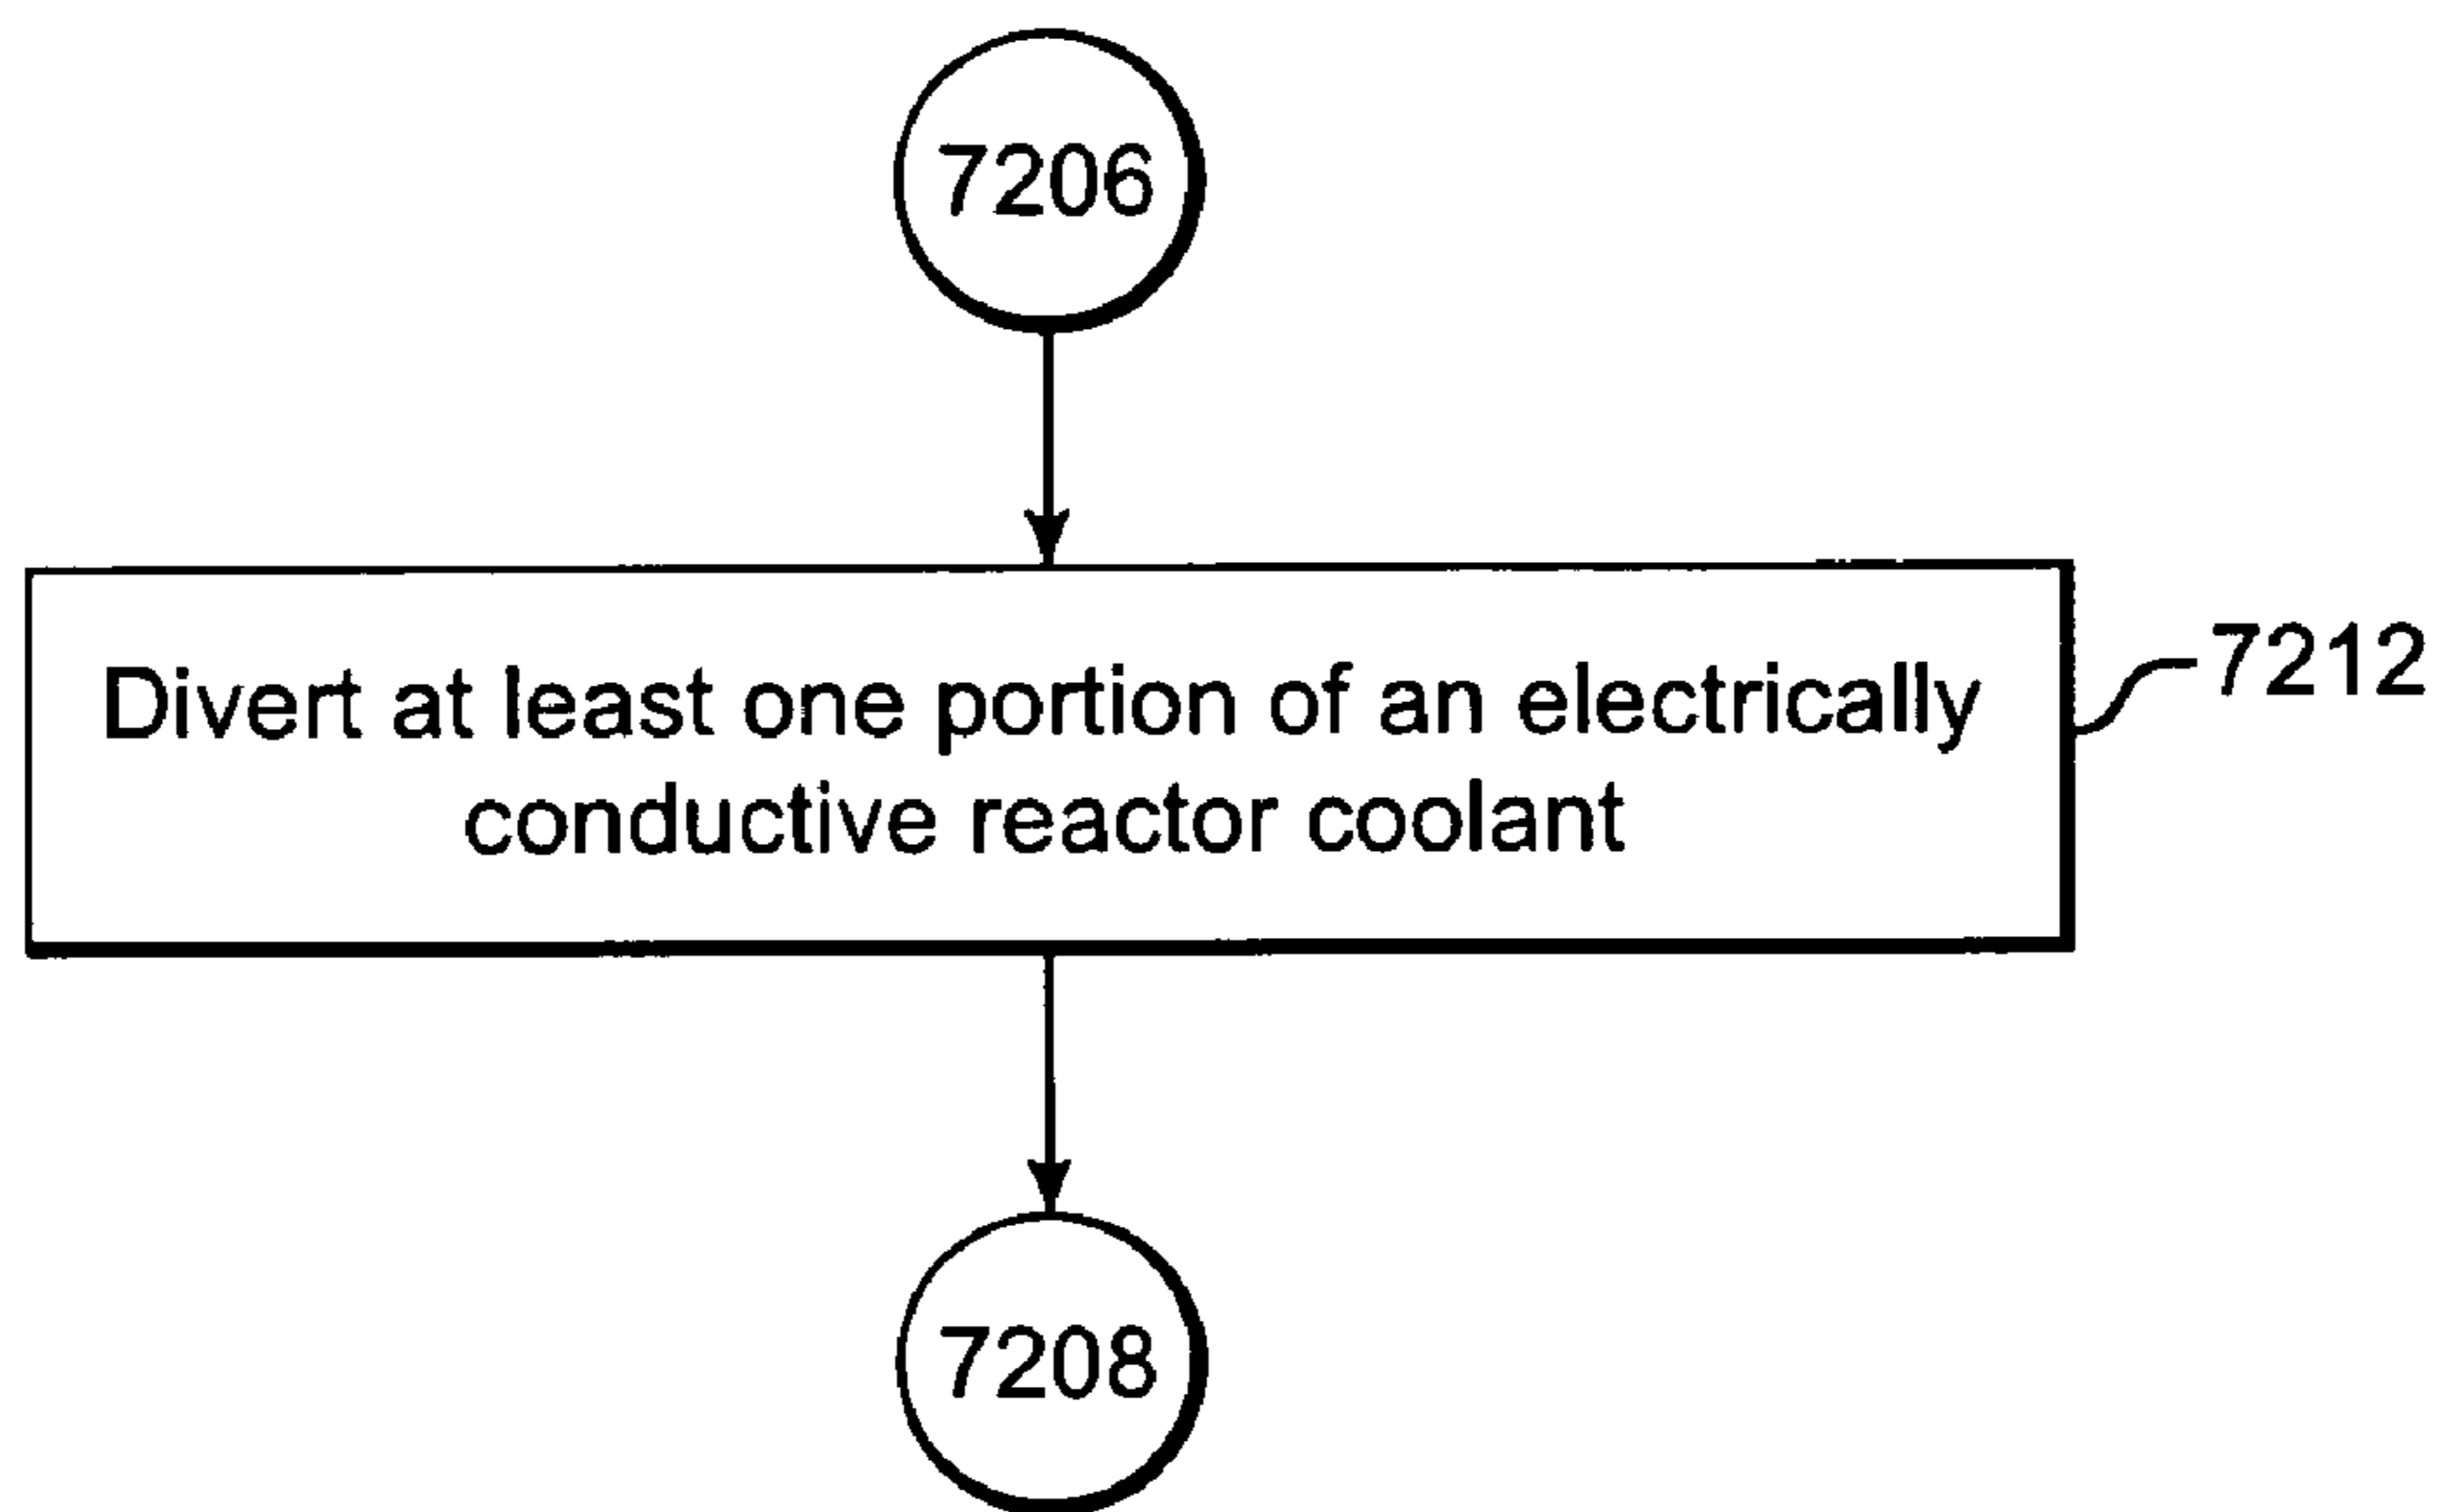 7206
Divert at least one portion of an electrically
conductive reactor coolant
7212
7208